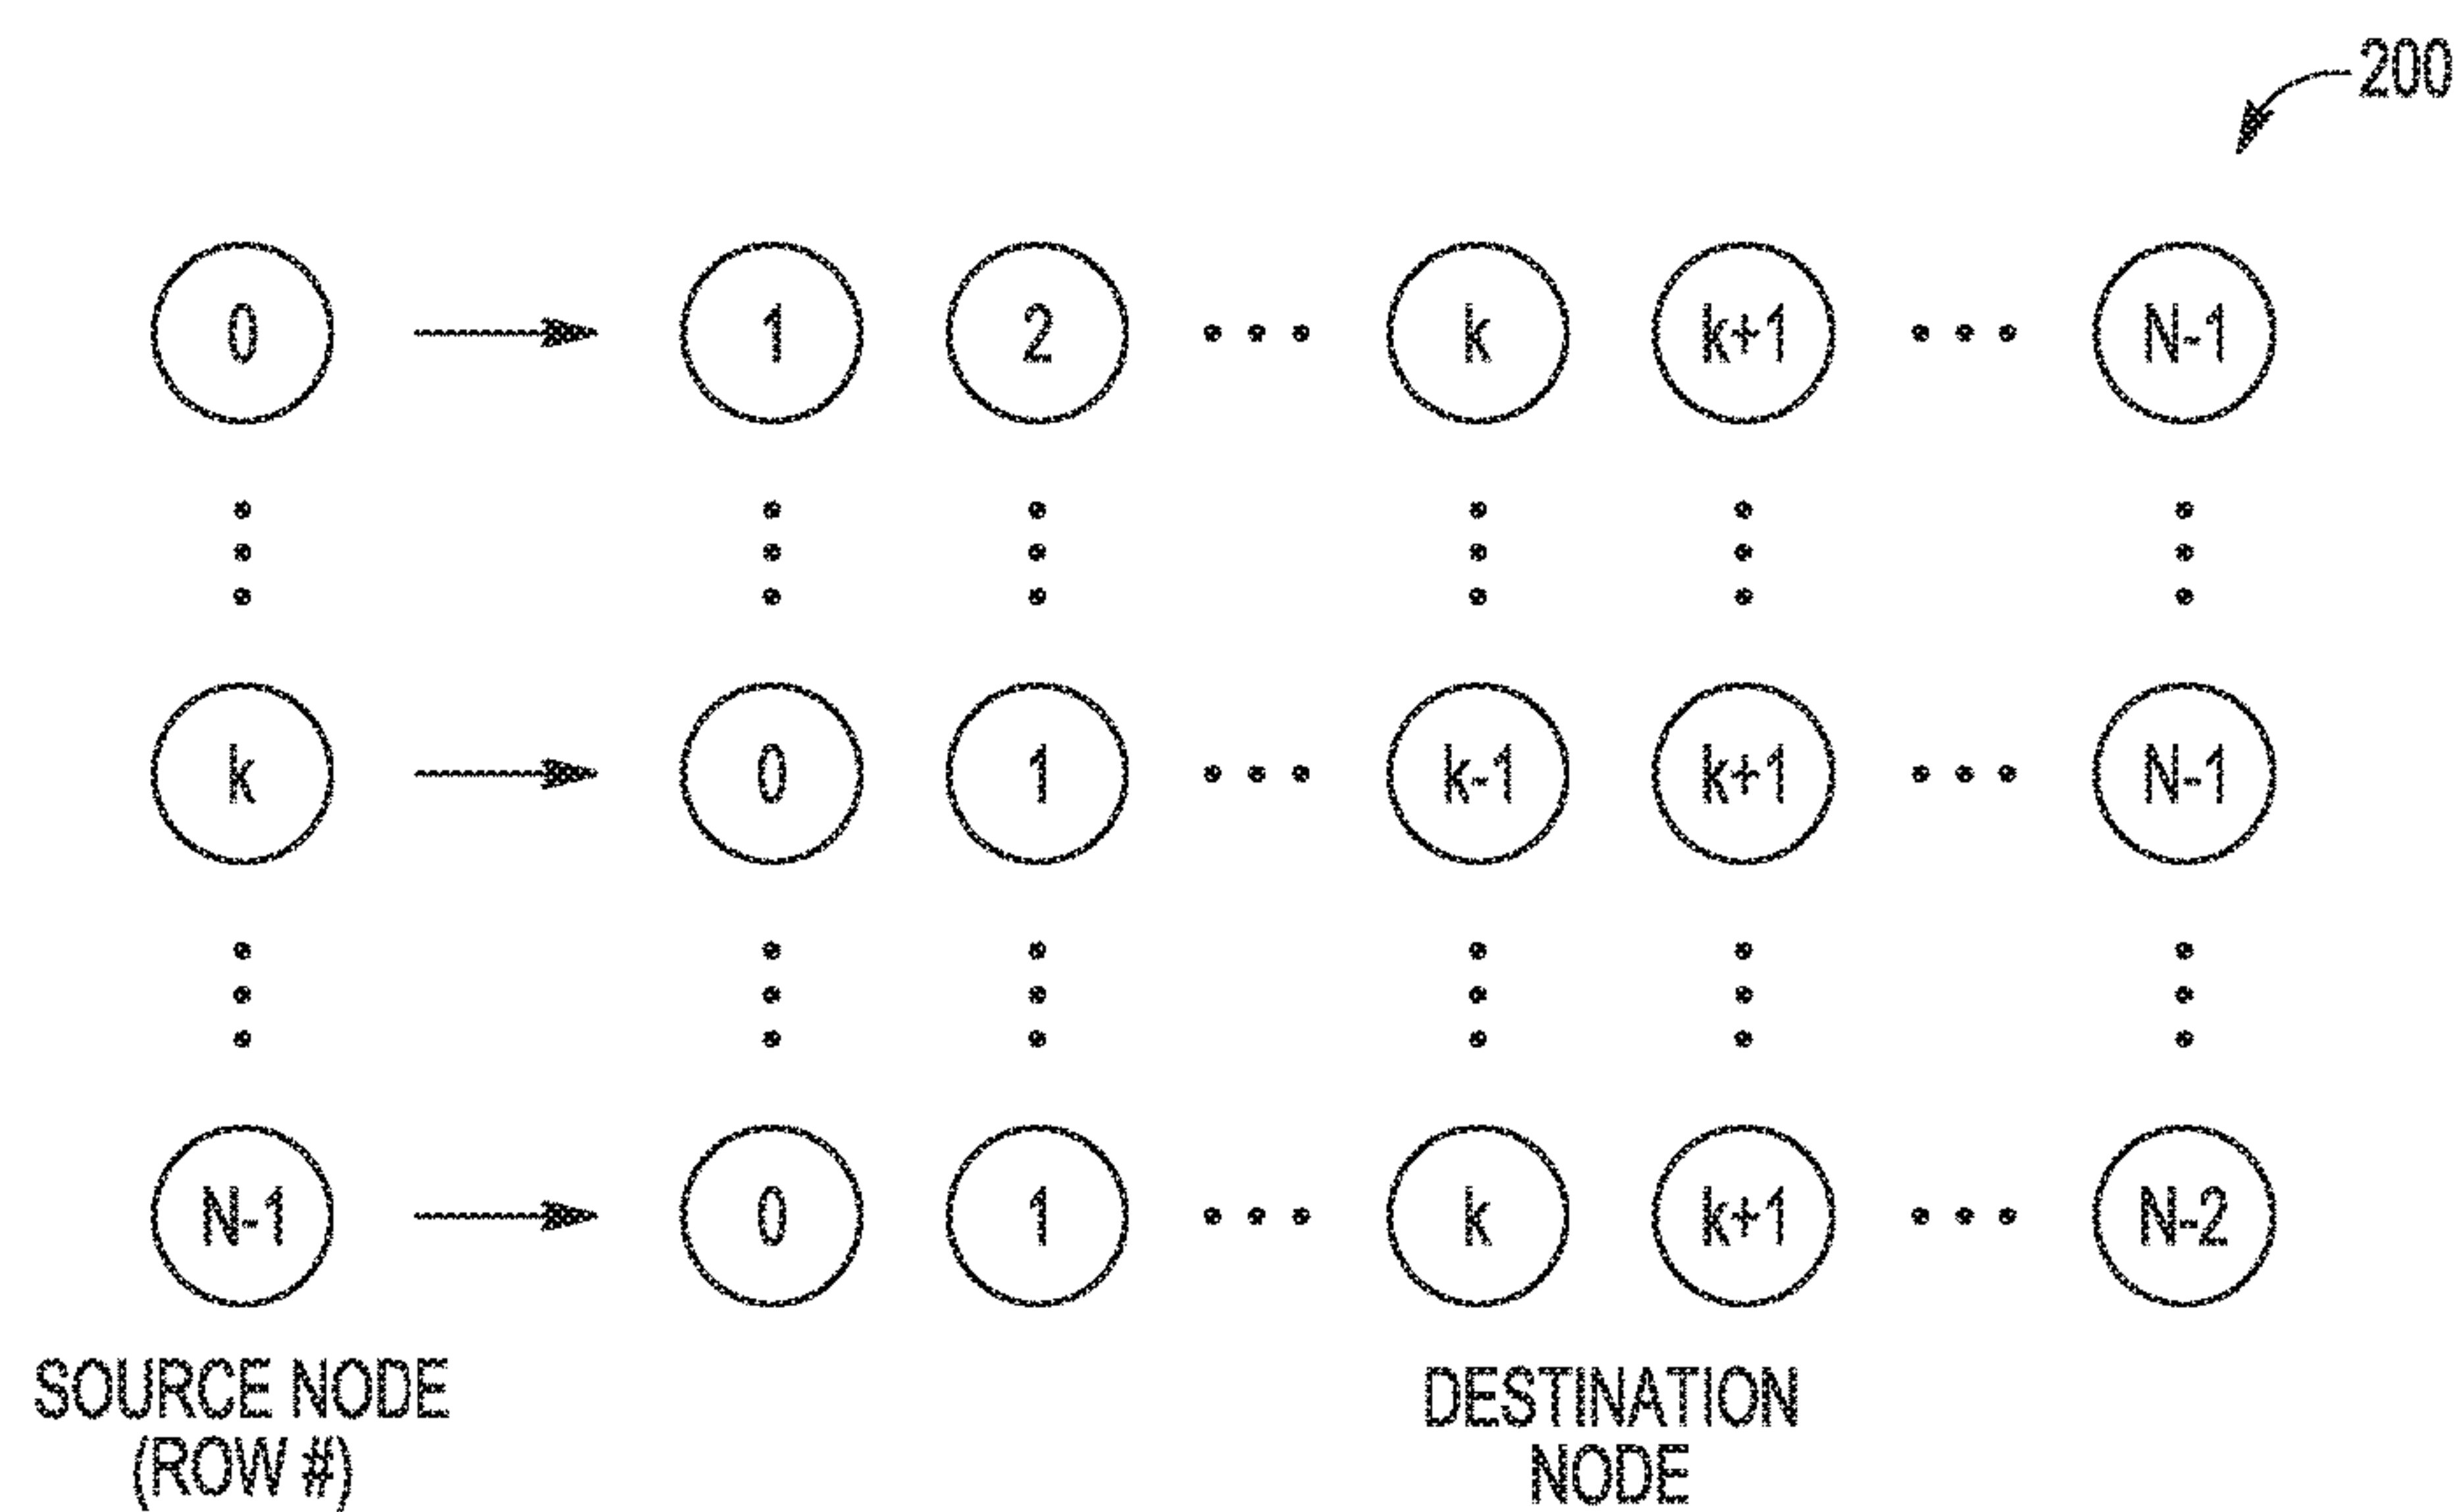 200
0 1 2 ... k k+1 ... N-1
k 0 1 ... k-1 k+1 ... N-1
N-1 0 1 ... k k+1 ... N-2
SOURCE NODE
(ROW #)
DESTINATION
NODE